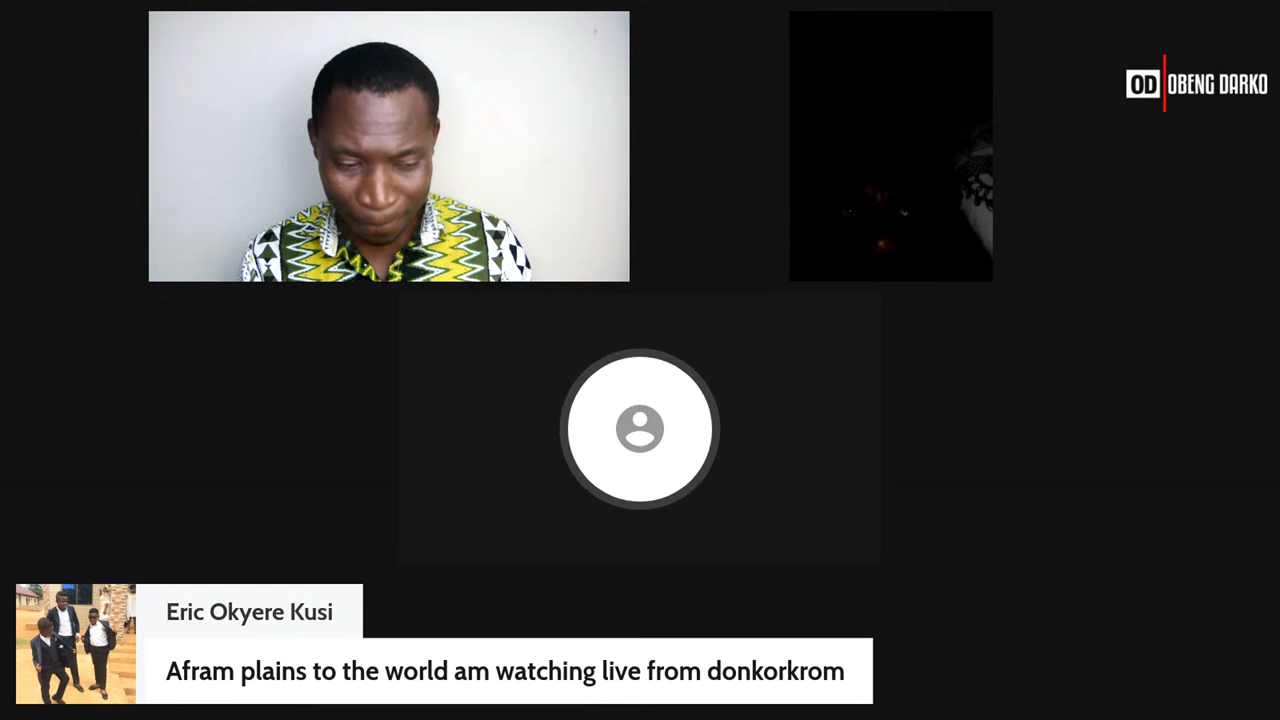 OD OBENG DARKO
Eric Okyere Kusi
Afram plains to the world am watching live from donkorkrom